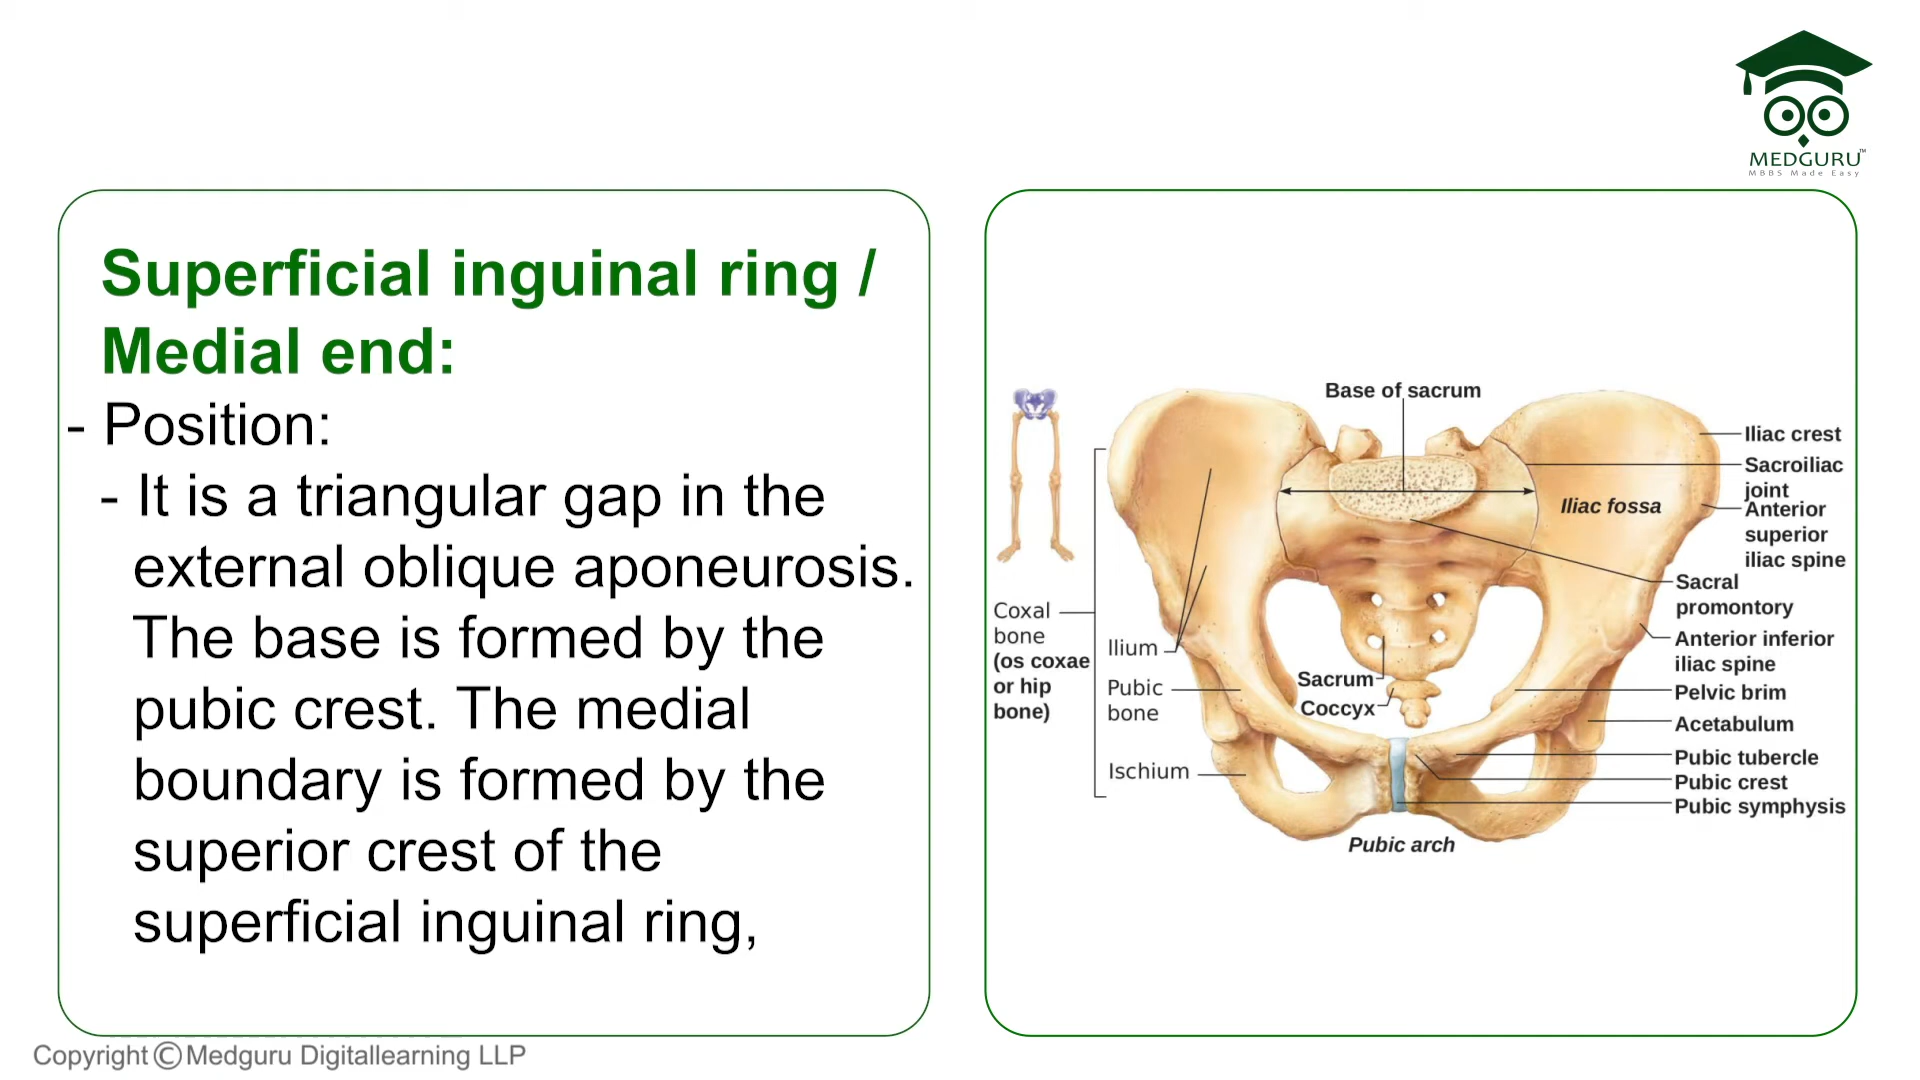 MEDGURU™
MBBS Made Easy
Superficial inguinal ring /
Medial end:
- Position:
- It is a triangular gap in the
external oblique aponeurosis.
The base is formed by the
pubic crest. The medial
boundary is formed by the
superior crest of the
superficial inguinal ring,
Base of sacrum
Iliac crest
Sacroiliac
joint
Iliac fossa
Anterior
superior
iliac spine
Sacral
promontory
Coxal
bone
(os coxae
or hip
bone)
Ilium
Anterior inferior
iliac spine
Sacrum
Pubic
bone
Pelvic brim
Coccyx
Acetabulum
Pubic tubercle
Ischium
Pubic crest
Pubic symphysis
Pubic arch
Copyright © Medguru Digitallearning LLP